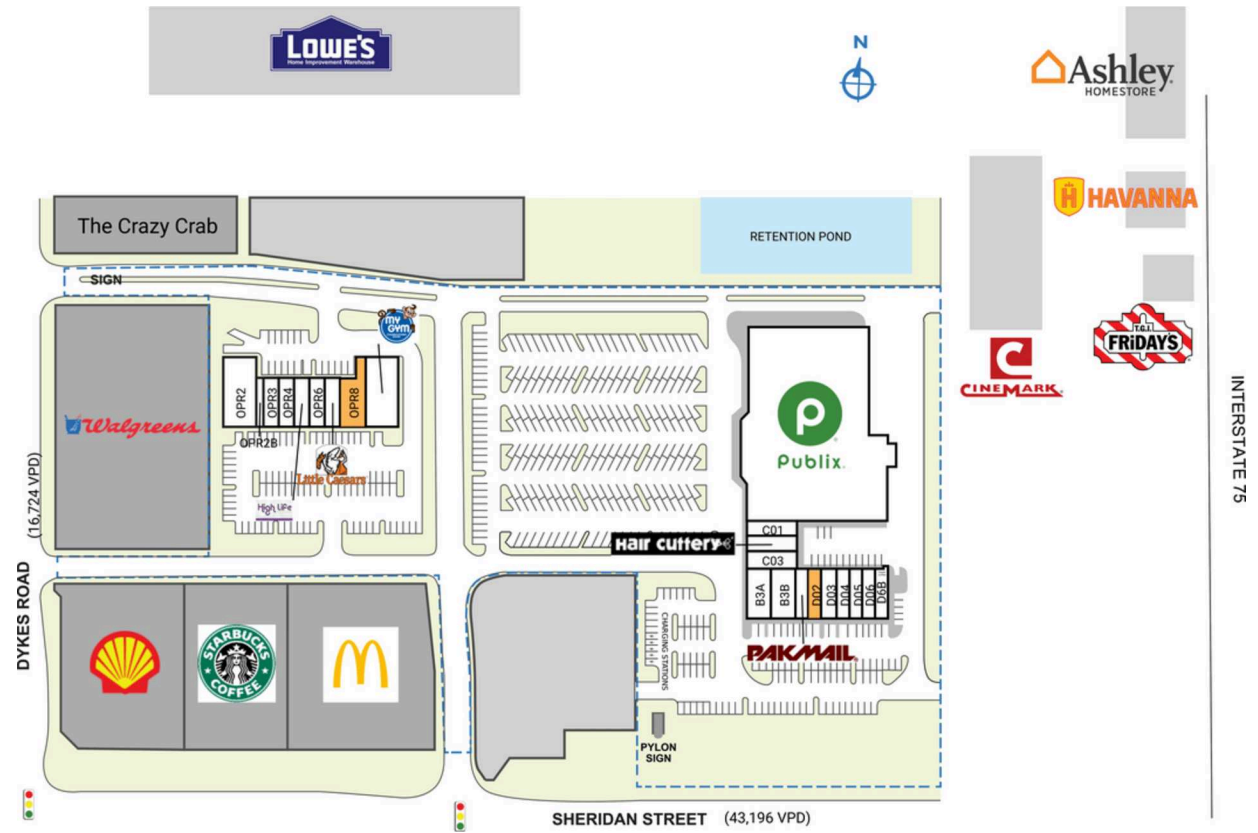 LOWE'S
Home Improvement Warehouse
N
Ashley
HOMESTORE
HAVANNA
The Crazy Crab
RETENTION POND
SIGN
my
GYM
T.G.I.
FRiDAY'S
CINEMARK
INTERSTATE 75
Walgreens
OPR2
OPR2B
OPR3
OPR4
OPR6
OPR8
Little Caesars
High Life
Publix
C01
Hair Cuttery
C03
B3A
B3B
D02
D03
D04
D05
D06
D6B
PAKMAIL
CHARGING STATIONS
(16,724 VPD)
DYKES ROAD
STARBUCKS
COFFEE
PYLON
SIGN
SHERIDAN STREET (43,196 VPD)